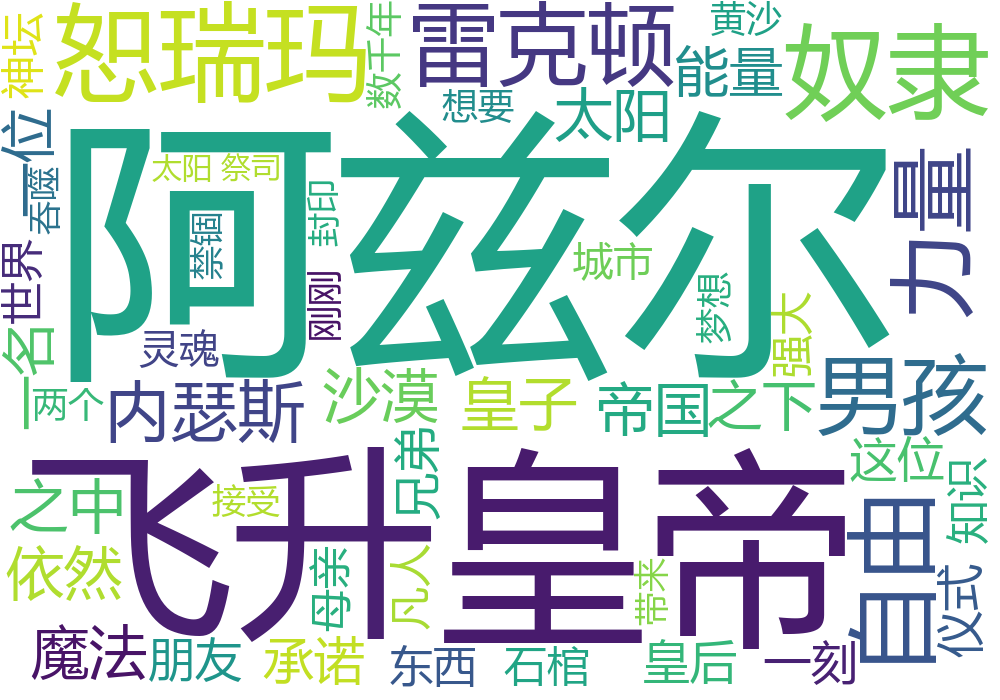 恕瑞玛
雷克顿
奴隶
神坛
数千年
黄沙
能量
想要
太阳
一位
阿兹尔
太阳 祭司
吞噬
禁锢
封印
力量
世界
刚刚
城市
梦想
强大
一名
灵魂
两个
内瑟斯
沙漠
皇子
帝国
之下
男孩
飞升
皇帝
兄弟
这位
之中
接受
自由
知识
依然
母亲
凡人
带来
仪式
魔法
朋友
承诺
东西
石棺
皇后
一刻